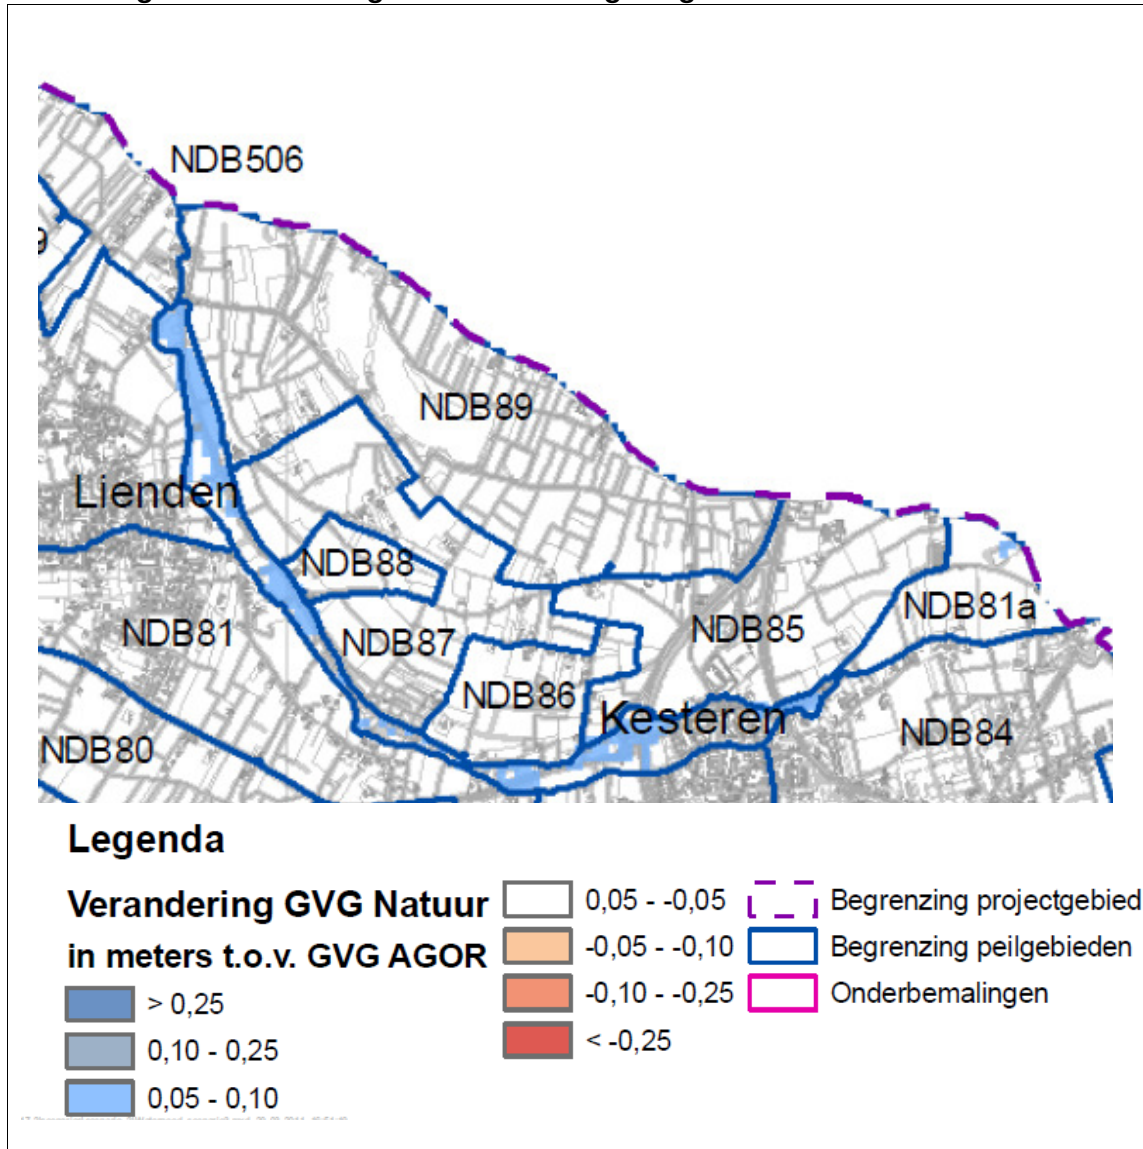 NDB506
9
NDB89
Lienden
NDB88
NDB81a
NDB81
NDB87
NDB85
NDB86
Kesteren
NDB80
NDB84
Legenda
Verandering GVG Natuur
in meters t.o.v. GVG AGOR
> 0,25
0,10 - 0,25
0,05 - 0,10
0,05 - -0,05
-0,05 - -0,10
-0,10 - -0,25
< -0,25
Begrenzing projectgebied
Begrenzing peilgebieden
Onderbemalingen